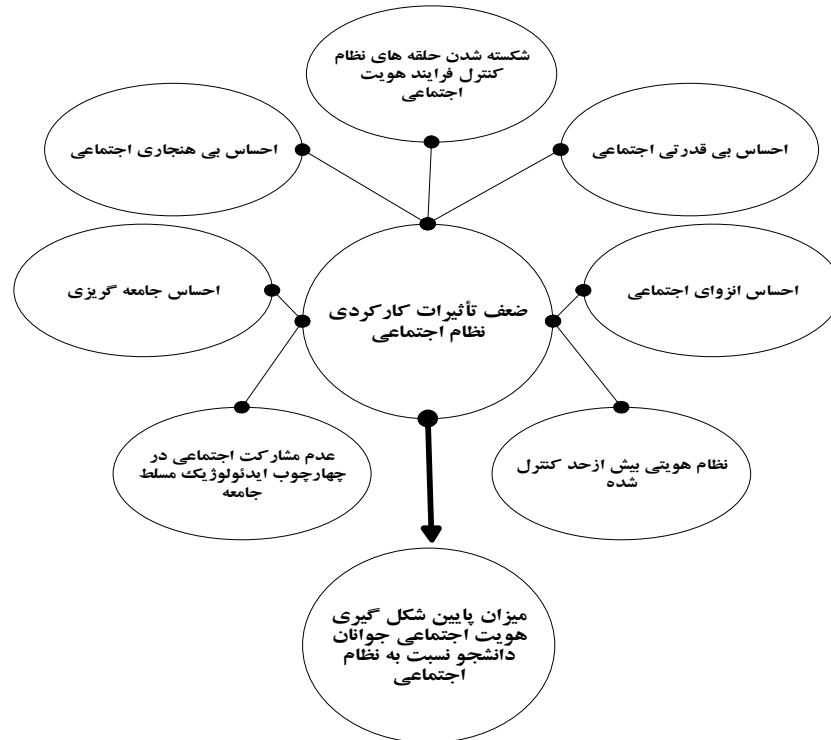 شکسته شدن حلقه های نظام
کنترل فرایند هویت
اجتماعی
احساس بی قدرتی اجتماعی
احساس بی هنجاری اجتماعی
احساس انزوای اجتماعی
احساس جامعه گریزی
ضعف تأثیرات کارکردی
نظام اجتماعی
نظام هویتی بیش ازحد کنترل
شده
عدم مشارکت اجتماعی در
چهارچوب ایدئولوژیک مسلط
جامعه
میزان پایین شکل گیری
هویت اجتماعی جوانان
دانشجو نسبت به نظام
اجتماعی